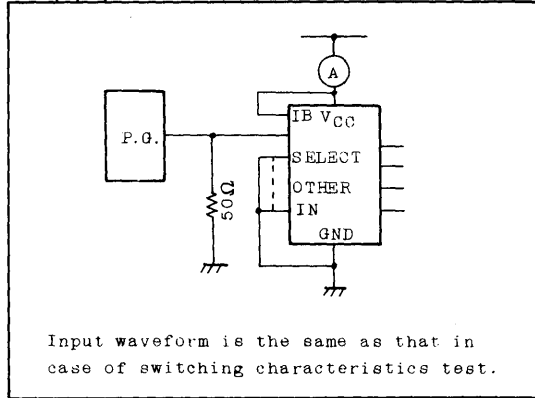 A
IB VCC
P.G.
SELECT
OTHER
IN
50Ω
GND
Input waveform is the same as that in
case of switching characteristics test.